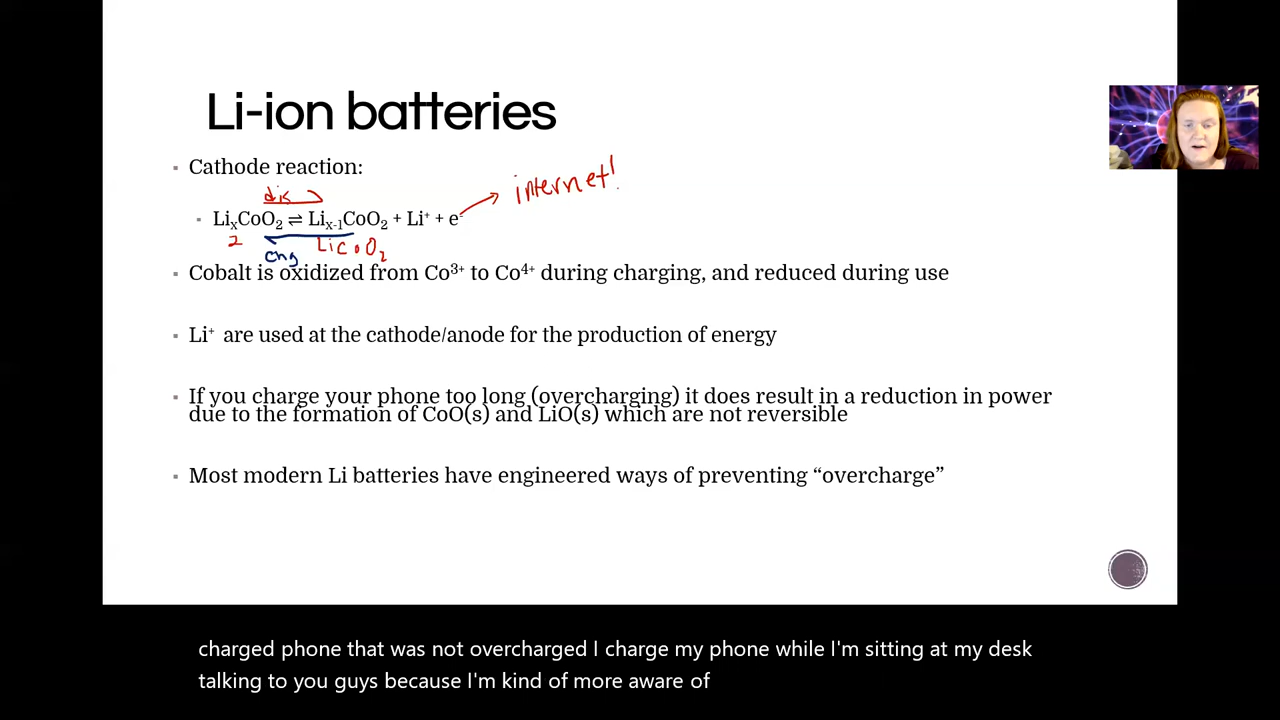 Li-ion batteries
Cathode reaction:
dis
internet!
LiₓCoO₂ ⇌ Liₓ₋₁CoO₂ + Li⁺ + e⁻
2
LiCoO₂
chg
Cobalt is oxidized from Co³⁺ to Co⁴⁺ during charging, and reduced during use
Li⁺ are used at the cathode/anode for the production of energy
If you charge your phone too long (overcharging) it does result in a reduction in power
due to the formation of CoO(s) and LiO(s) which are not reversible
Most modern Li batteries have engineered ways of preventing “overcharge”
charged phone that was not overcharged I charge my phone while I'm sitting at my desk
talking to you guys because I'm kind of more aware of